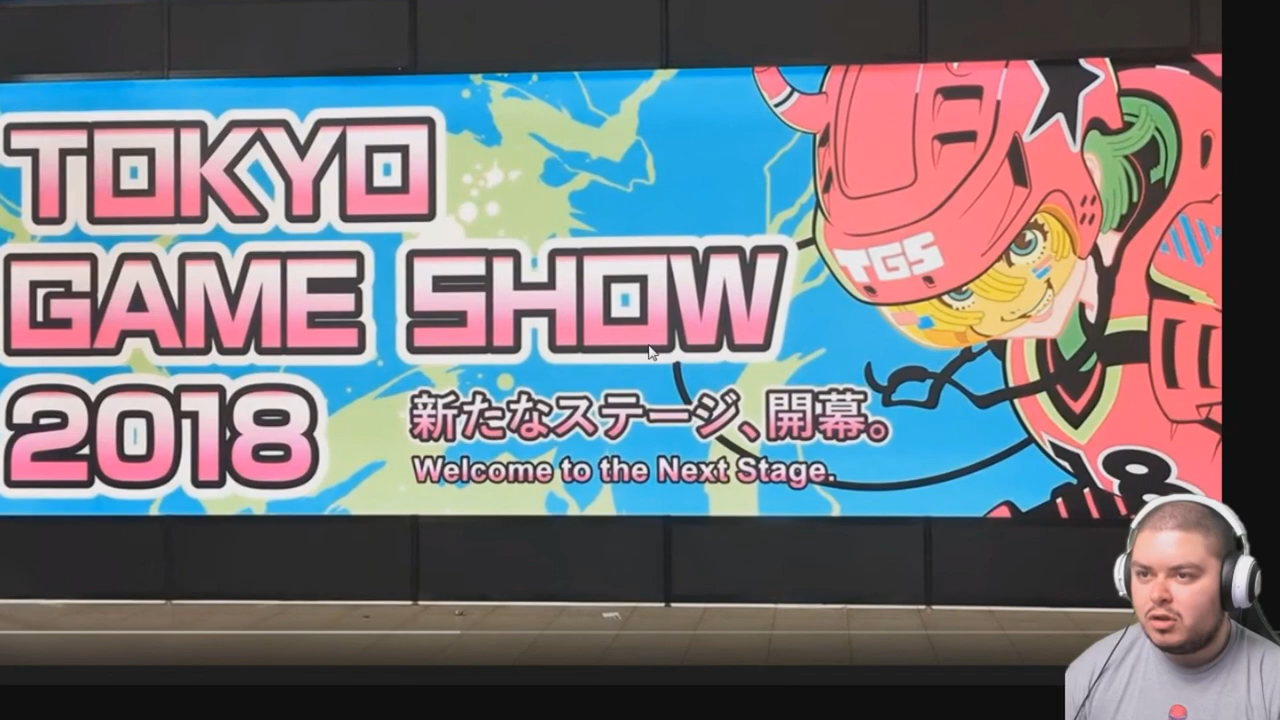 TOKYO
GAME SHOW
2018
新たなステージ、開幕。
Welcome to the Next Stage.
TGS
18